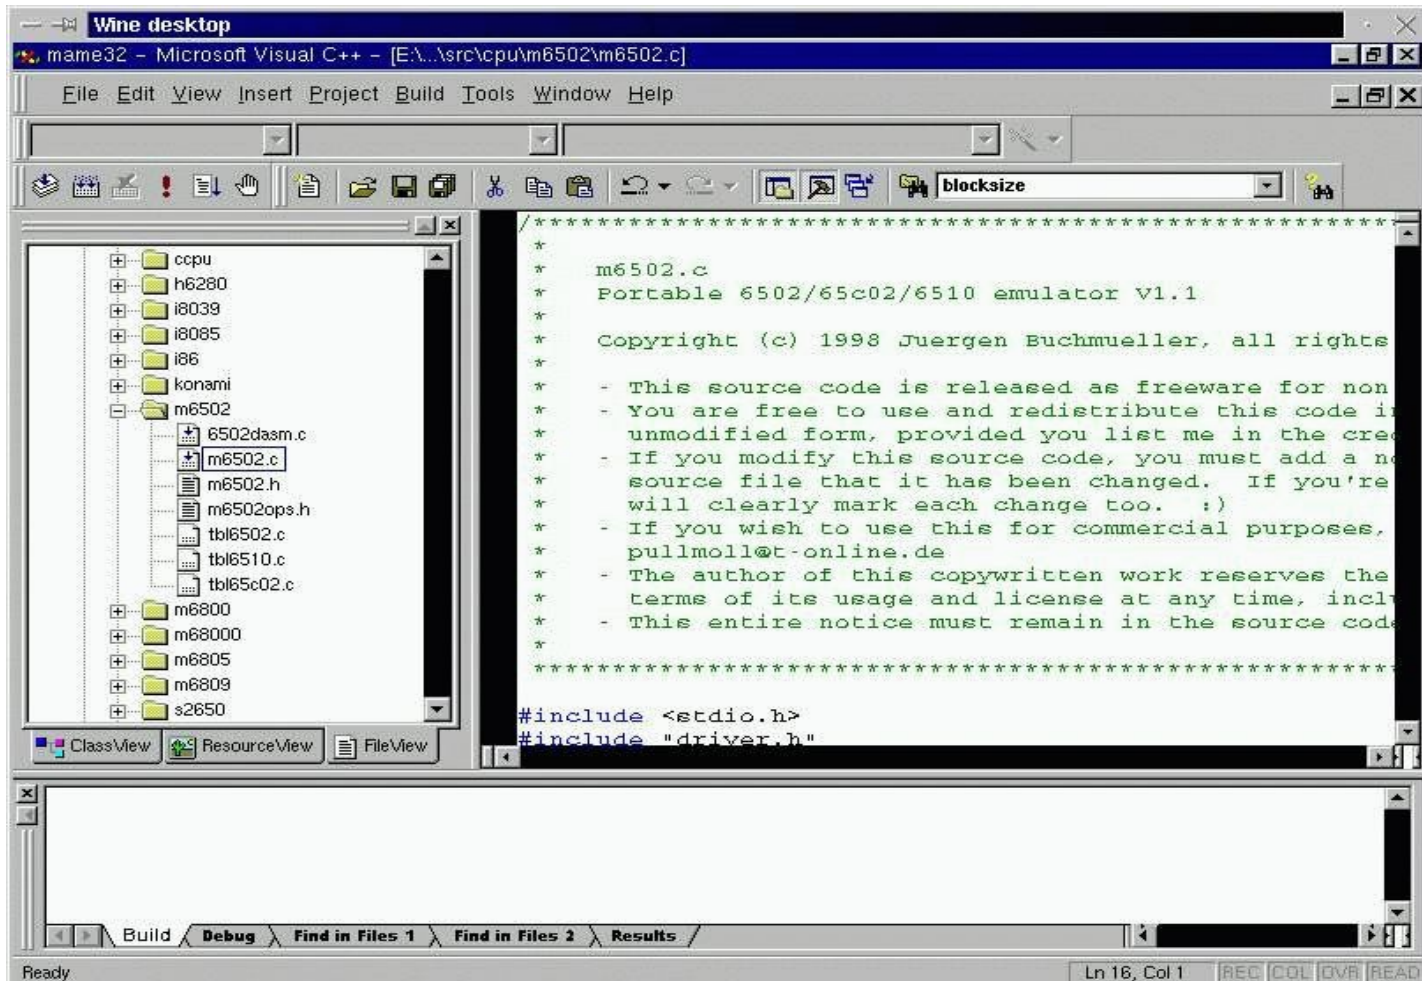 Wine desktop
mame32 – Microsoft Visual C++ – [E:\...\src\cpu\m6502\m6502.c]
File Edit View Insert Project Build Tools Window Help
blocksize
ccpu
h6280
i8039
i8085
i86
konami
m6502
6502dasm.c
m6502.c
m6502.h
m6502ops.h
tbl6502.c
tbl6510.c
tbl65c02.c
m6800
m68000
m6805
m6809
s2650
ClassView ResourceView FileView
/*******************************************************
*
* m6502.c
* Portable 6502/65c02/6510 emulator V1.1
*
* Copyright (c) 1998 Juergen Buchmueller, all rights
*
* - This source code is released as freeware for non
* - You are free to use and redistribute this code i
* unmodified form, provided you list me in the cre
* - If you modify this source code, you must add a n
* source file that it has been changed. If you're
* will clearly mark each change too. :)
* - If you wish to use this for commercial purposes,
* pullmoll@t-online.de
* - The author of this copywritten work reserves the
* terms of its usage and license at any time, incl
* - This entire notice must remain in the source cod
*
*******************************************************
#include <stdio.h>
#include "driver.h"
Build Debug Find in Files 1 Find in Files 2 Results
Ready Ln 16, Col 1 REC COL OVR READ